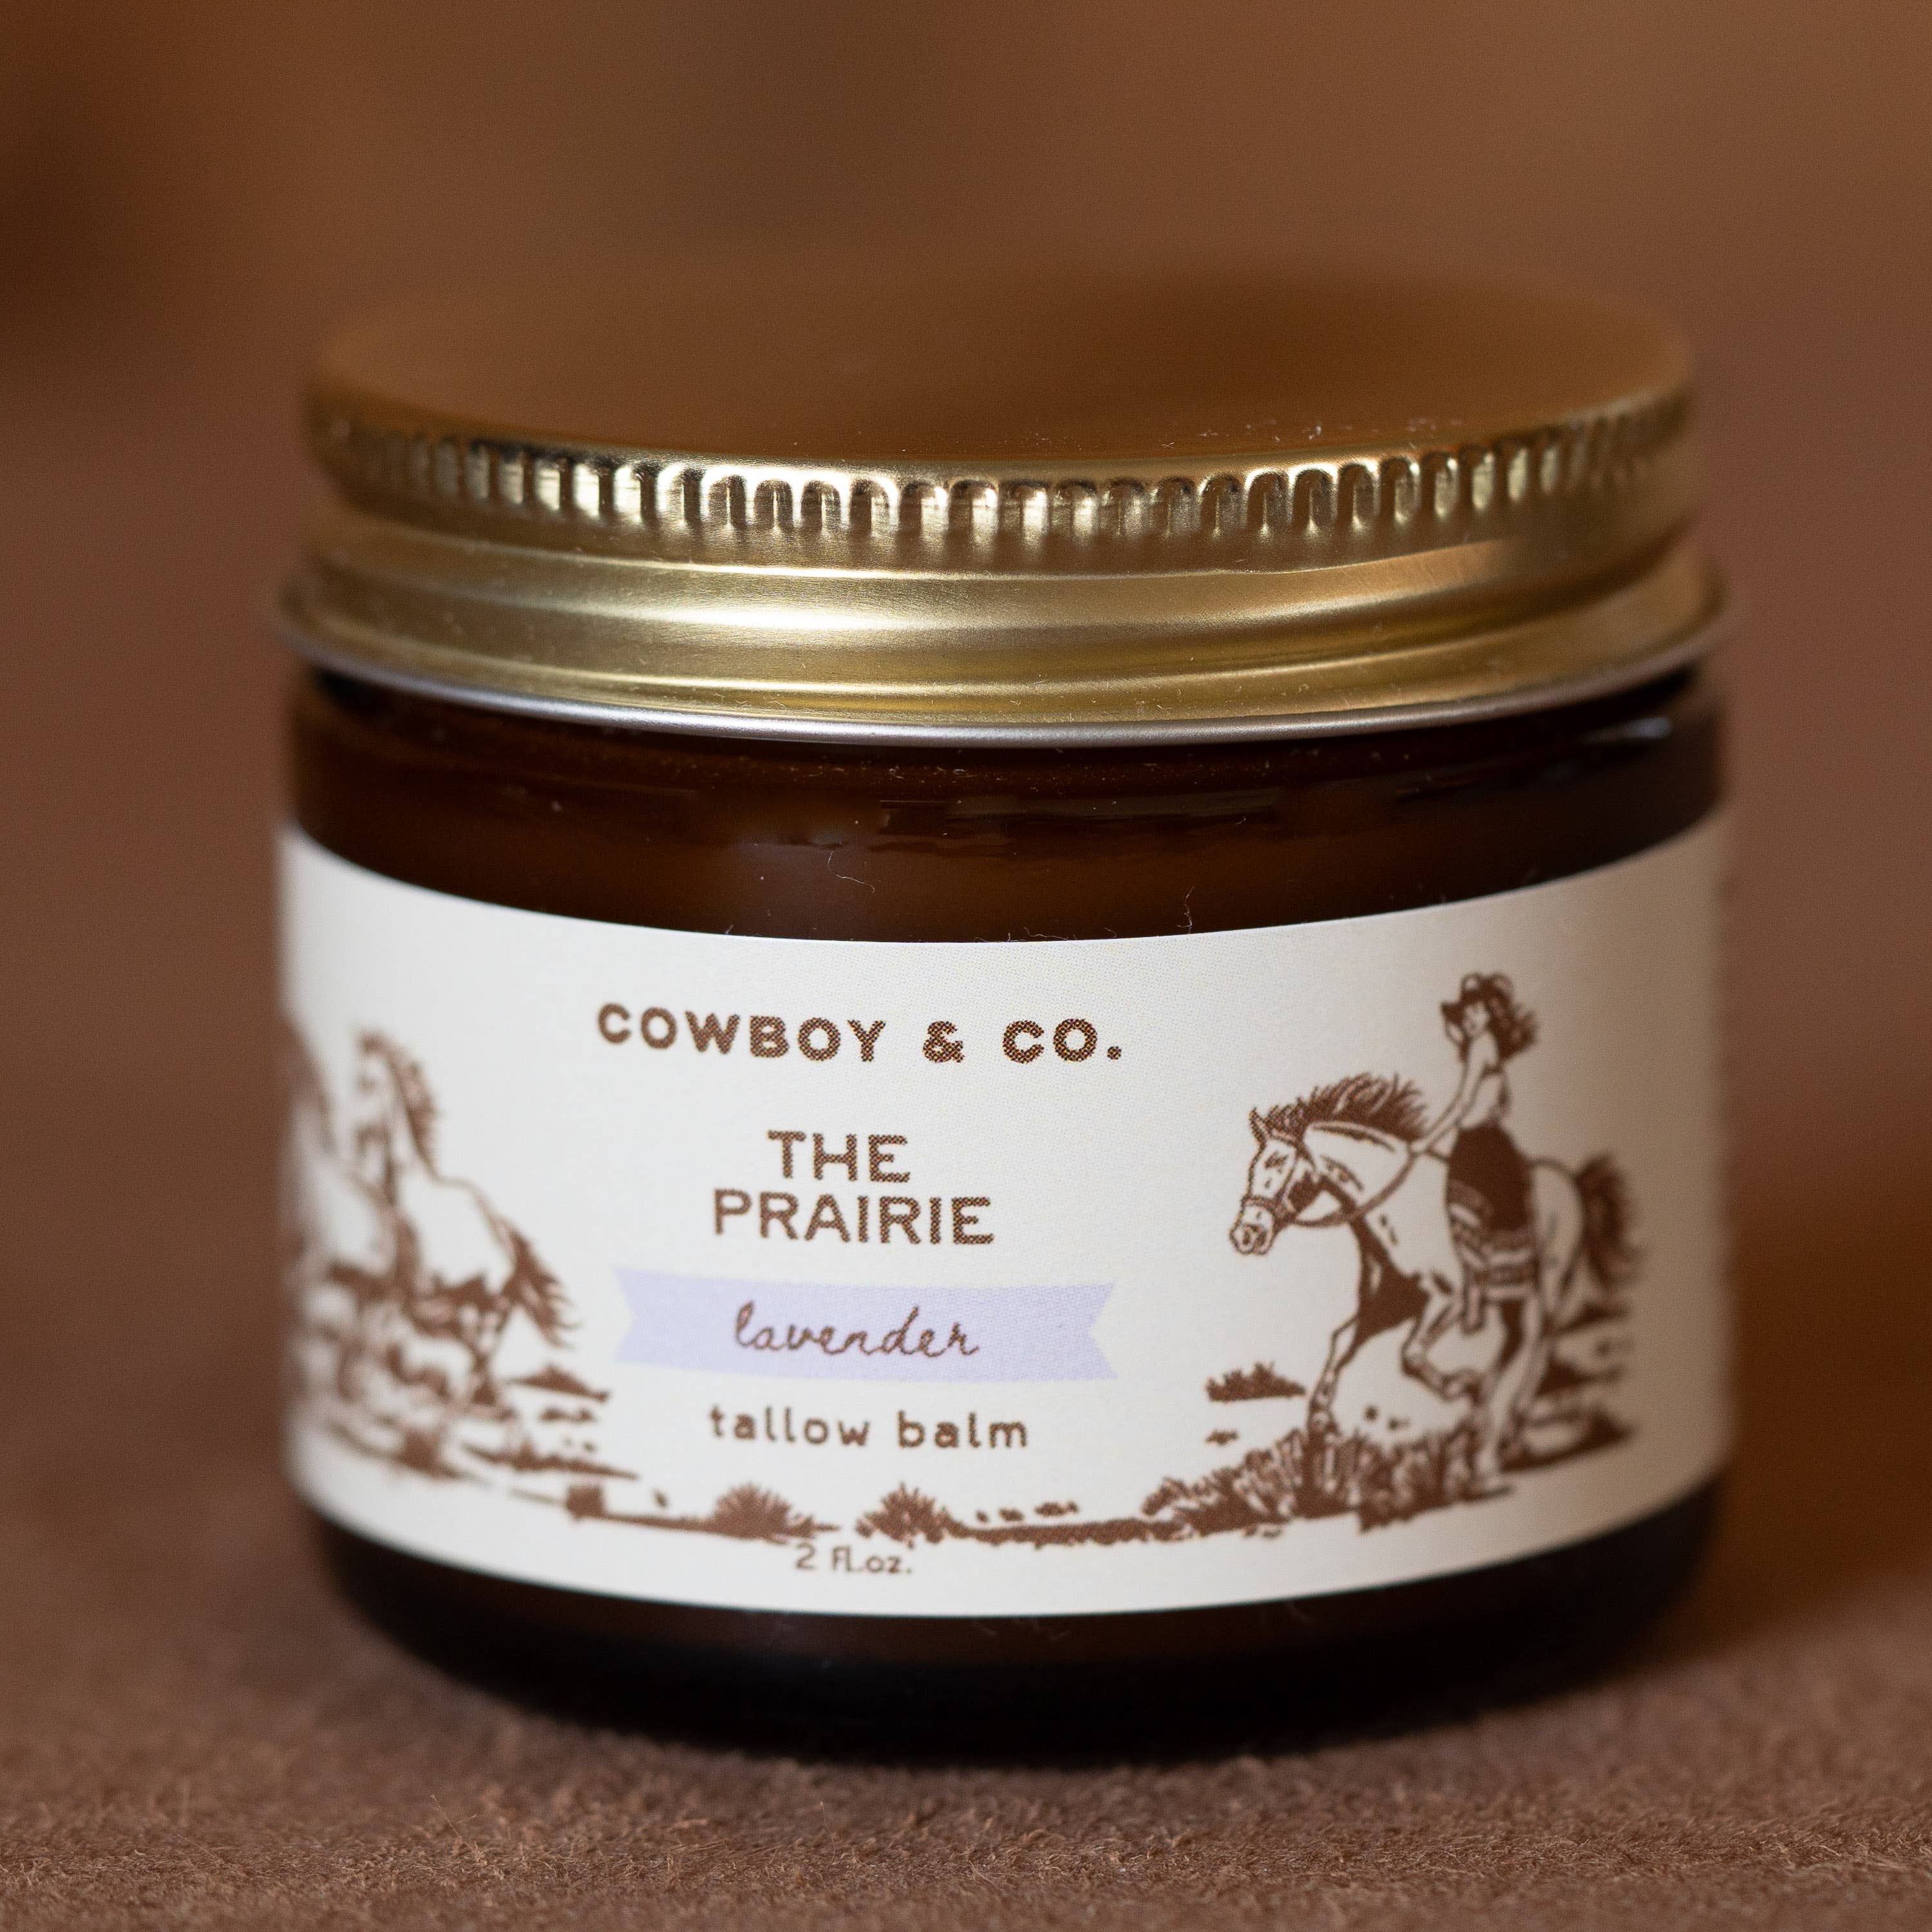 COWBOY & CO.
THE
PRAIRIE
lavender
tallow balm
2 fl.oz.